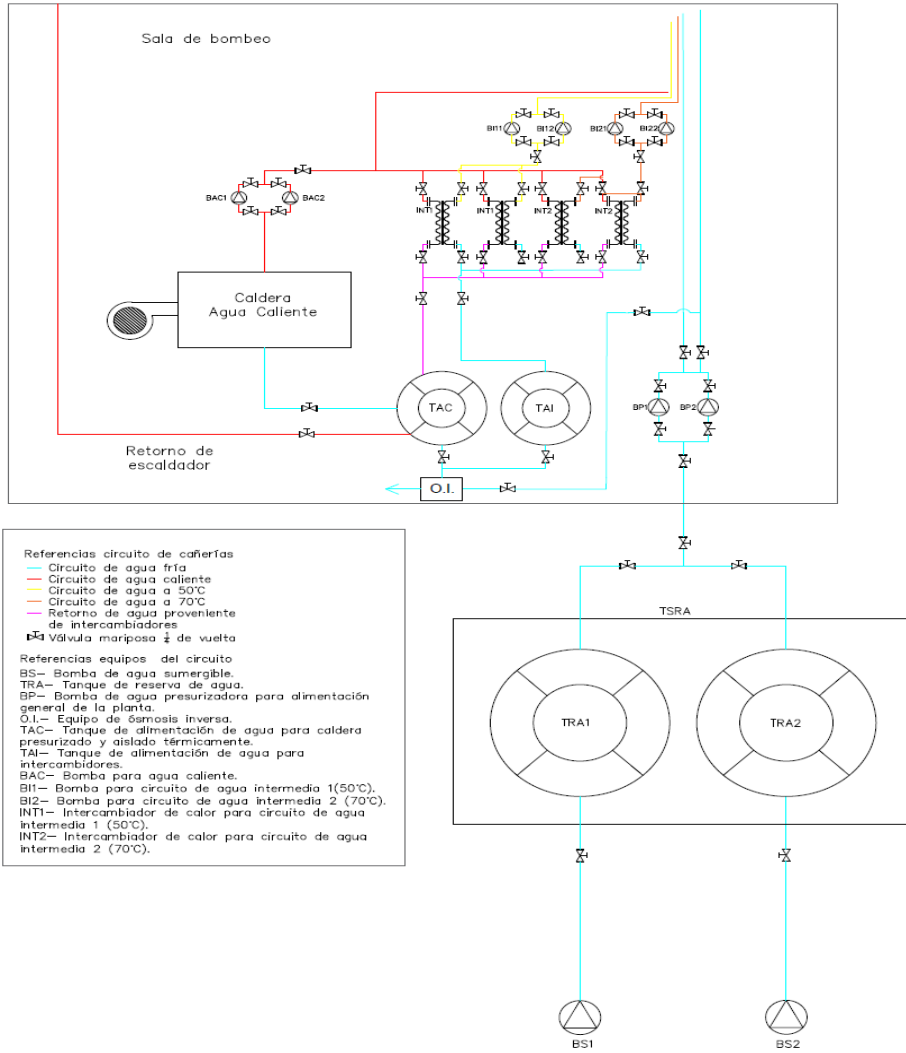 Sala de bombeo
BI11
BI12
BI21
BI22
BAC1
BAC2
INT1
INT1
INT2
INT2
Caldera
Agua Caliente
TAC
TAI
BP1
BP2
Retorno de
escaldador
O.I.
Referencias circuito de cañerías
Circuito de agua fría
Circuito de agua caliente
Circuito de agua a 50°C
Circuito de agua a 70°C
Retorno de agua proveniente
de intercambiadores
Válvula mariposa ¼ de vuelta
Referencias equipos del circuito
BS— Bomba de agua sumergible.
TRA— Tanque de reserva de agua.
BP— Bomba de agua presurizadora para alimentación
general de la planta.
O.I.— Equipo de ósmosis inversa.
TAC— Tanque de alimentación de agua para caldera
presurizado y aislado térmicamente.
TAI— Tanque de alimentación de agua para
intercambidores.
BAC— Bomba para agua caliente.
BI1— Bomba para circuito de agua intermedia 1(50°C).
BI2— Bomba para circuito de agua intermedia 2 (70°C).
INT1— Intercambiador de calor para circuito de agua
intermedia 1 (50°C).
INT2— Intercambiador de calor para circuito de agua
intermedia 2 (70°C).
TSRA
TRA1
TRA2
BS1
BS2